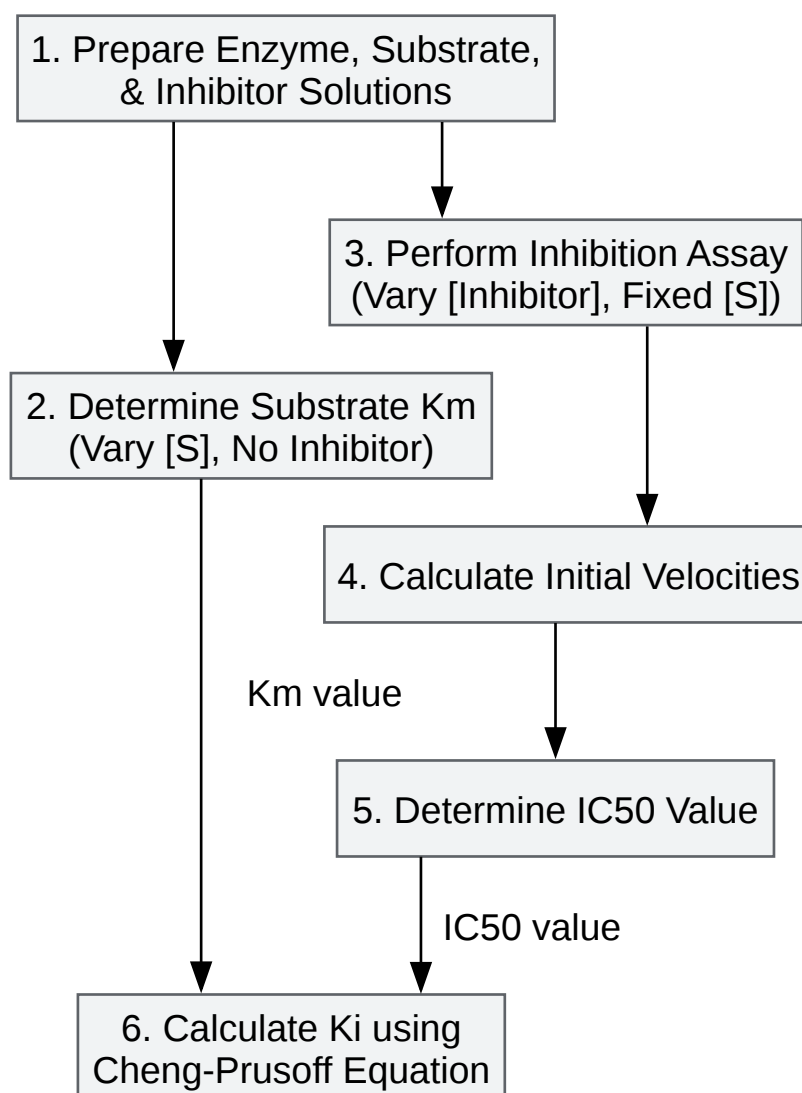 1. Prepare Enzyme, Substrate,
& Inhibitor Solutions
3. Perform Inhibition Assay
(Vary [Inhibitor], Fixed [S])
2. Determine Substrate Km
(Vary [S], No Inhibitor)
4. Calculate Initial Velocities
Km value
5. Determine IC50 Value
IC50 value
6. Calculate Ki using
Cheng-Prusoff Equation